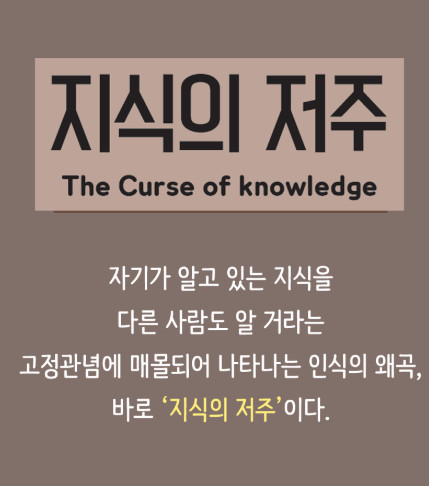 지식의 저주
The Curse of knowledge
자기가 알고 있는 지식을
다른 사람도 알 거라는
고정관념에 매몰되어 나타나는 인식의 왜곡,
바로 ‘지식의 저주’이다.